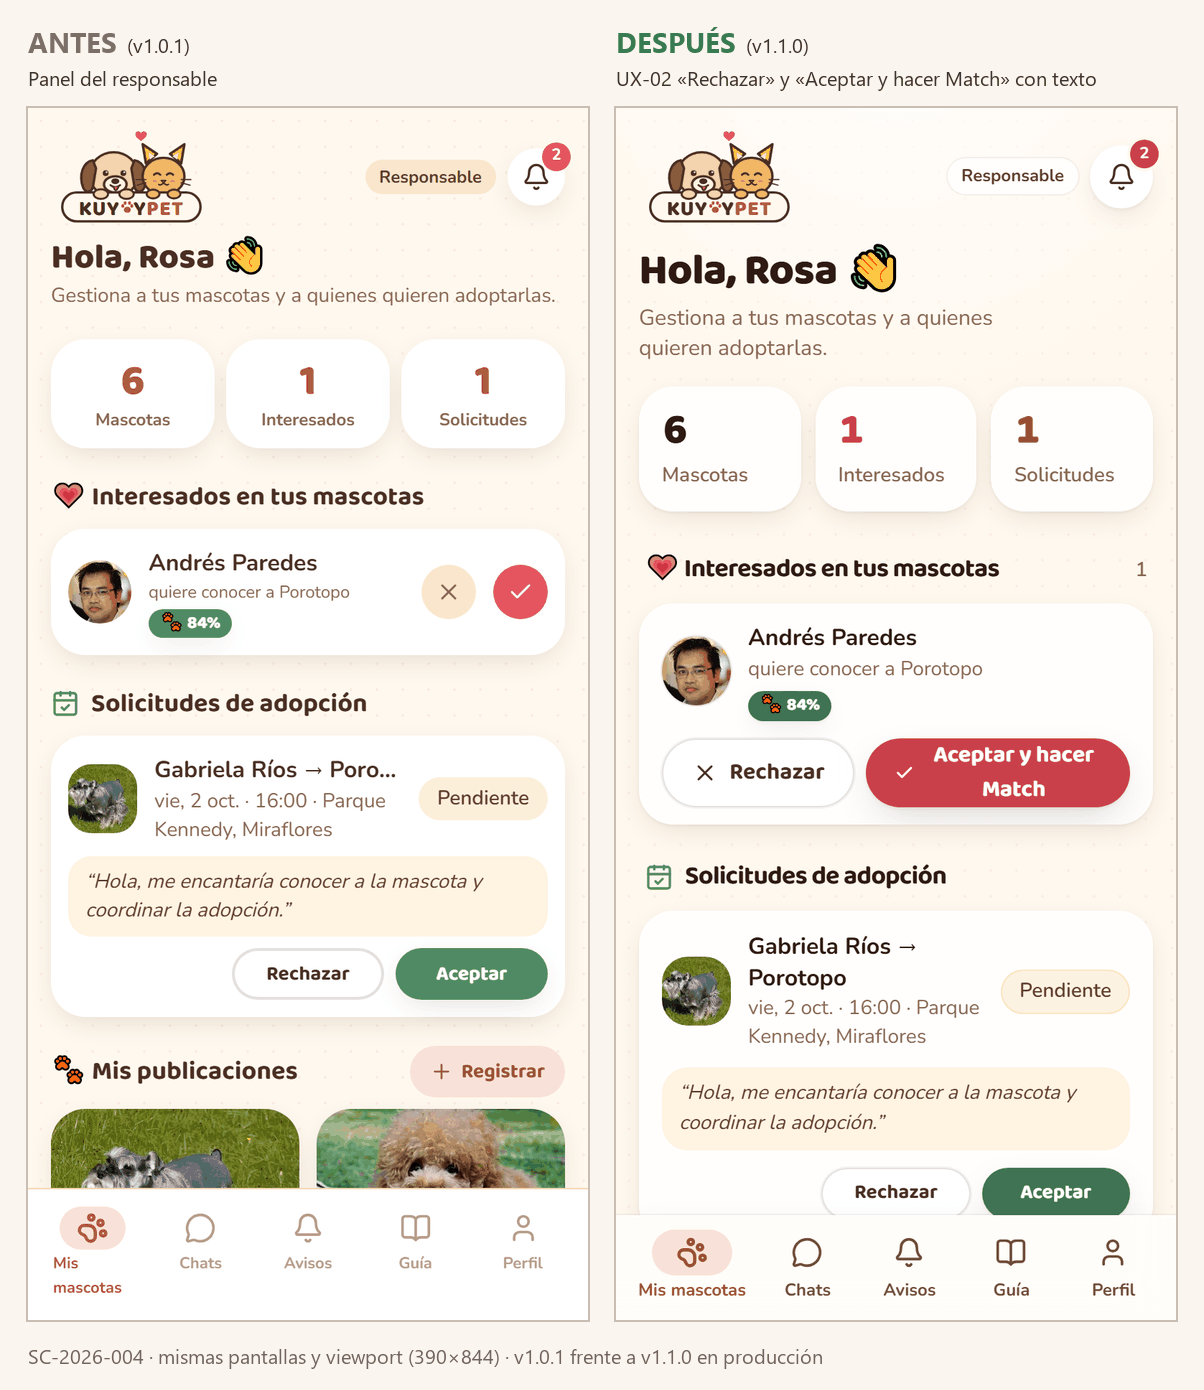 ANTES (v1.0.1)
Panel del responsable
KUYAYPET
Responsable
2
Hola, Rosa 👋
Gestiona a tus mascotas y a quienes quieren adoptarlas.
6
Mascotas
1
Interesados
1
Solicitudes
Interesados en tus mascotas
Andrés Paredes
quiere conocer a Porotopo
84%
Solicitudes de adopción
Gabriela Ríos → Poro...
vie, 2 oct. · 16:00 · Parque
Kennedy, Miraflores
Pendiente
“Hola, me encantaría conocer a la mascota y
coordinar la adopción.”
Rechazar
Aceptar
Mis publicaciones
+ Registrar
Mis
mascotas
Chats
Avisos
Guía
Perfil
DESPUÉS (v1.1.0)
UX-02 «Rechazar» y «Aceptar y hacer Match» con texto
KUYAYPET
Responsable
2
Hola, Rosa 👋
Gestiona a tus mascotas y a quienes
quieren adoptarlas.
6
Mascotas
1
Interesados
1
Solicitudes
Interesados en tus mascotas
1
Andrés Paredes
quiere conocer a Porotopo
84%
Rechazar
Aceptar y hacer
Match
Solicitudes de adopción
Gabriela Ríos →
Porotopo
vie, 2 oct. · 16:00 · Parque
Kennedy, Miraflores
Pendiente
“Hola, me encantaría conocer a la mascota y
coordinar la adopción.”
Rechazar
Aceptar
Mis mascotas
Chats
Avisos
Guía
Perfil
SC-2026-004 · mismas pantallas y viewport (390×844) · v1.0.1 frente a v1.1.0 en producción